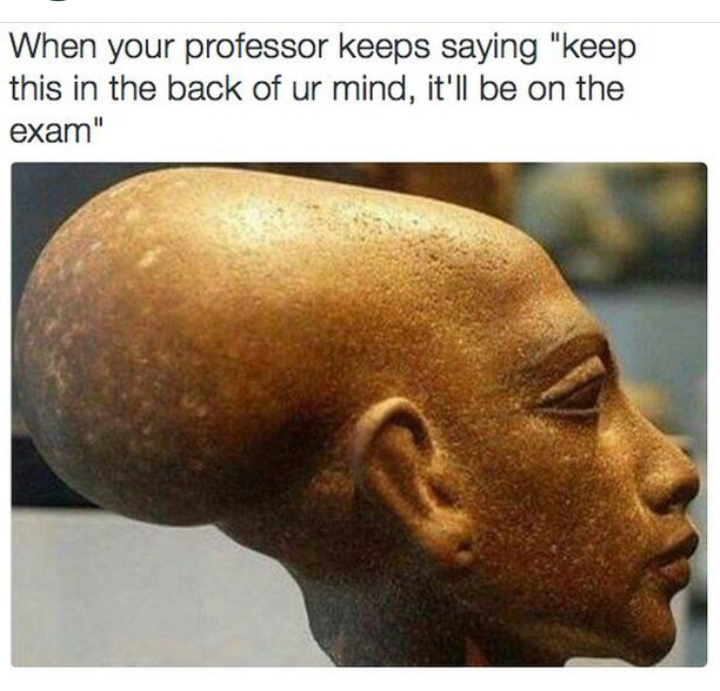 When your professor keeps saying "keep
this in the back of ur mind, it'll be on the
exam"